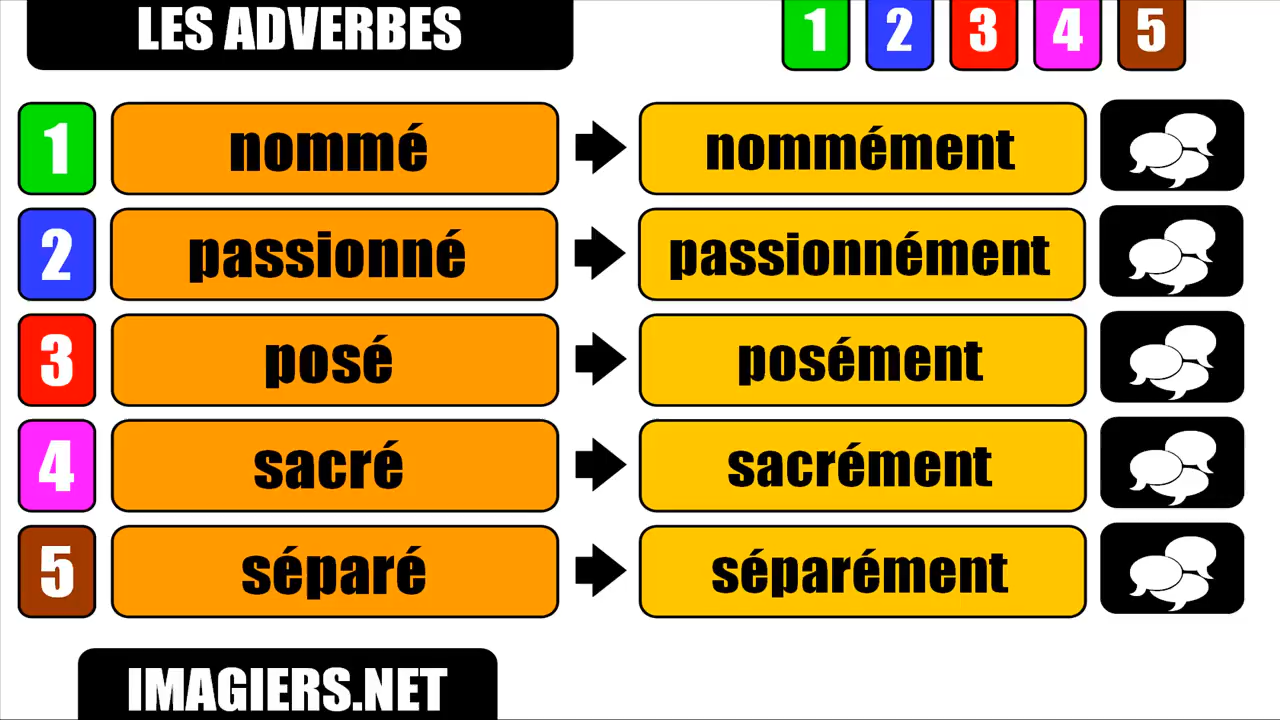 LES ADVERBES
1 2 3 4 5
1 nommé nommément
2 passionné passionnément
3 posé posément
4 sacré sacrément
5 séparé séparément
IMAGIERS.NET